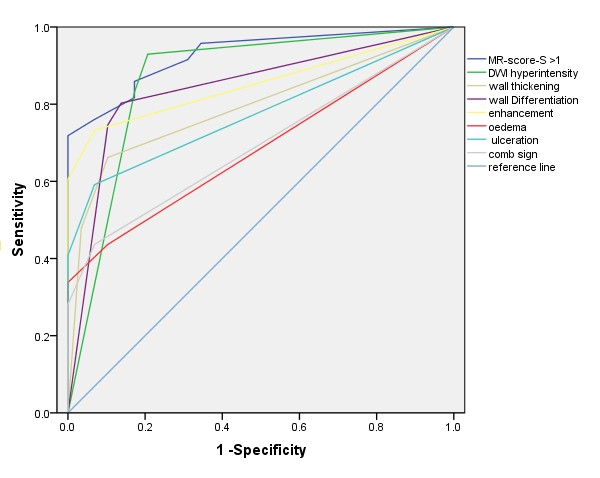 1.0
0.8
0.6
0.4
0.2
0.0
Sensitivity
0.0 0.2 0.4 0.6 0.8 1.0
1 -Specificity
MR-score-S >1
DWI hyperintensity
wall thickening
wall Differentiation
enhancement
oedema
ulceration
comb sign
reference line